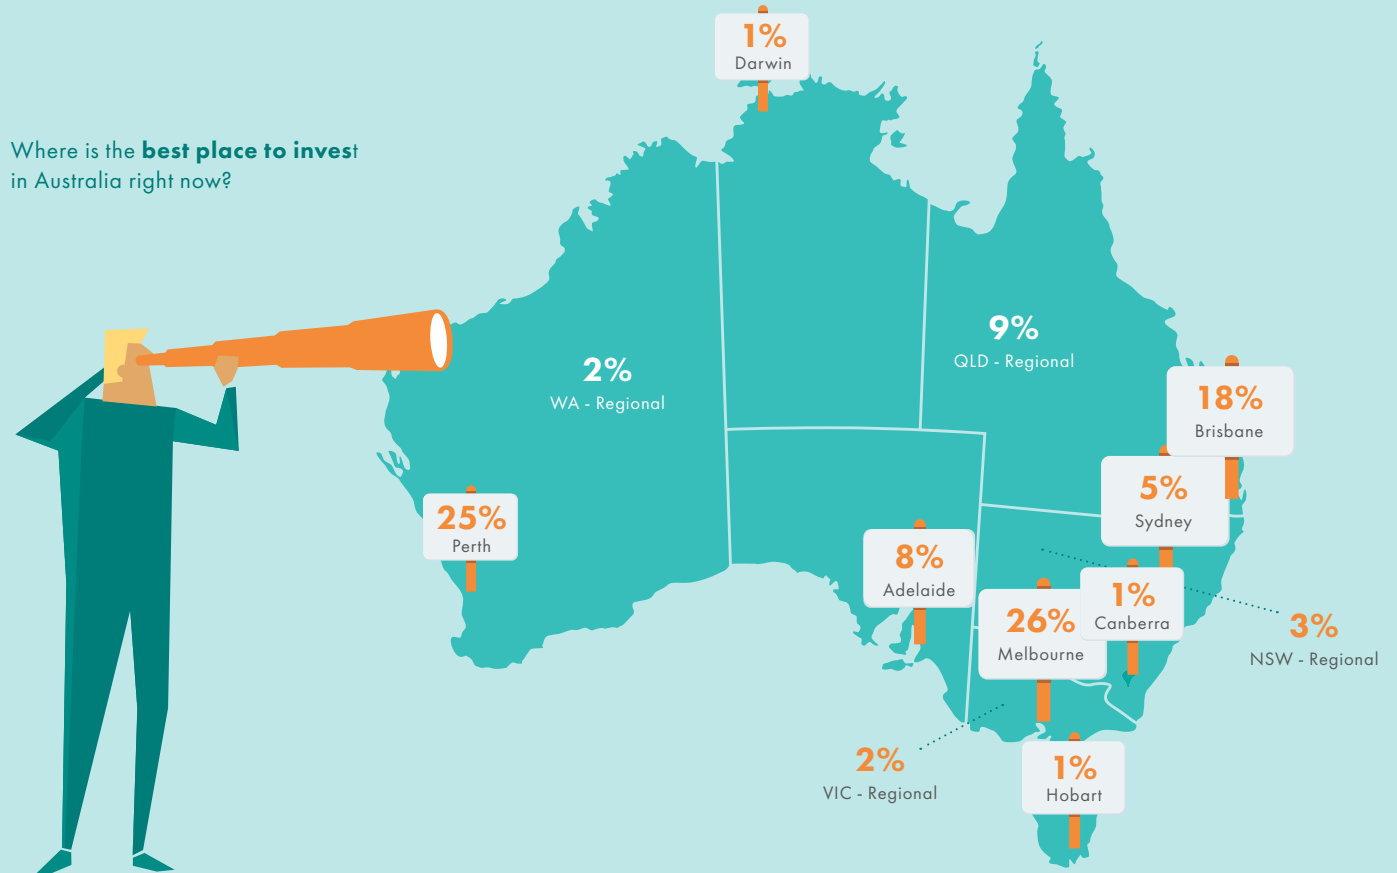 Where is the best place to invest
in Australia right now?
1%
Darwin
9%
QLD - Regional
2%
WA - Regional
18%
Brisbane
5%
Sydney
25%
Perth
8%
Adelaide
1%
Canberra
26%
Melbourne
3%
NSW - Regional
2%
VIC - Regional
1%
Hobart